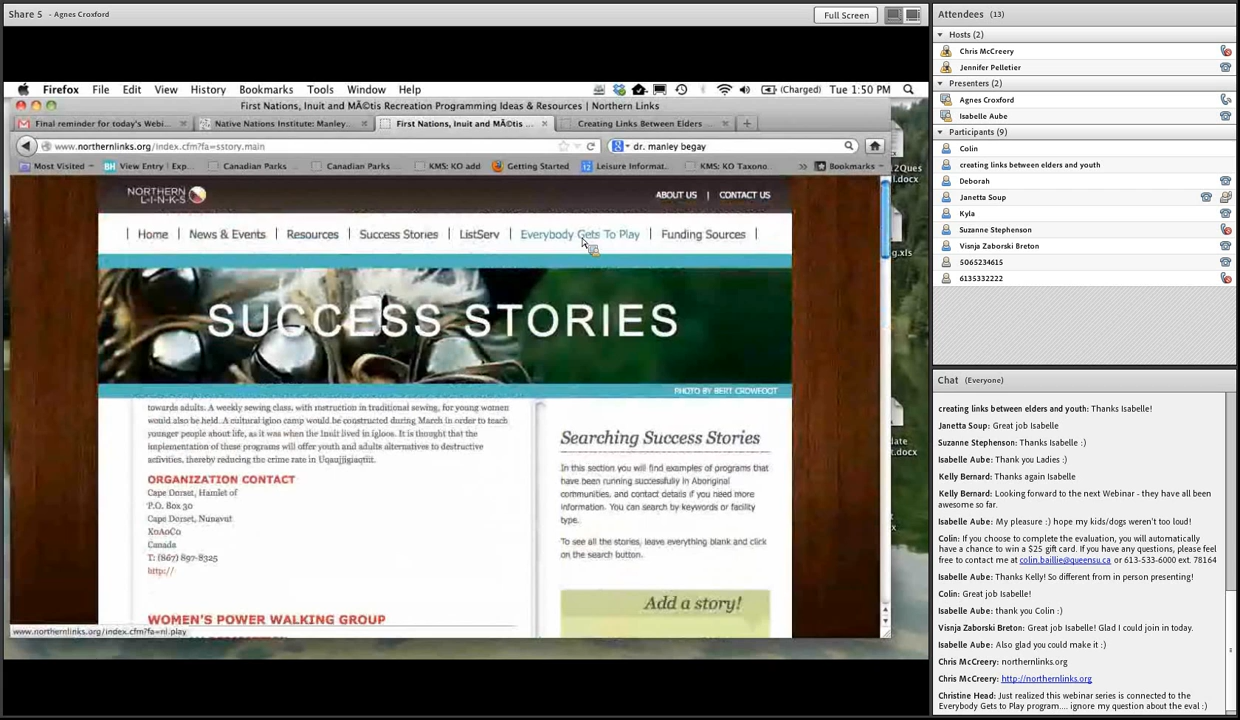 Share 5 - Agnes Croxford
Full Screen
Firefox File Edit View History Bookmarks Tools Window Help
(Charged) Tue 1:50 PM
First Nations, Inuit and MÃ©tis Recreation Programming Ideas & Resources | Northern Links
Final reminder for today's Webi...
Native Nations Institute: Manley...
First Nations, Inuit and MÃ©tis ...
Creating Links Between Elders ...
www.northernlinks.org/index.cfm?fa=sstory.main
dr. manley begay
Most Visited
View Entry | Exp...
Canadian Parks
Canadian Parks
KMS: KO add
Getting Started
Leisure Informat...
KMS: KO Taxono...
Bookmarks
NORTHERN
L-I-N-K-S
ABOUT US | CONTACT US
| Home | News & Events | Resources | Success Stories | ListServ | Everybody Gets To Play | Funding Sources |
SUCCESS STORIES
PHOTO BY BERT CROWFOOT
towards adults. A weekly sewing class, with instruction in traditional sewing, for young women
would also be held. A cultural igloo camp would be constructed during March in order to teach
younger people about life, as it was when the Inuit lived in igloos. It is thought that the
implementation of these programs will offer youth and adults alternatives to destructive
activities, thereby reducing the crime rate in
ORGANIZATION CONTACT
Cape Dorset, Hamlet of
P.O. Box 30
Cape Dorset, Nunavut
X0A0C0
Canada
T: (867) 897-8325
http://
WOMEN'S POWER WALKING GROUP
Searching Success Stories
In this section you will find examples of programs that
have been running successfully in Aboriginal
communities, and contact details if you need more
information. You can search by keywords or facility
type.
To see all the stories, leave everything blank and click
on the search button.
Add a story!
www.northernlinks.org/index.cfm?fa=nl.play
2Ques
l.docx
g.xls
date
t.docx
Attendees (13)
Hosts (2)
Chris McCreery
Jennifer Pelletier
Presenters (2)
Agnes Croxford
Isabelle Aube
Participants (9)
Colin
creating links between elders and youth
Deborah
Janetta Soup
Kyla
Suzanne Stephenson
Visnja Zaborski Breton
5065234615
6135332222
Chat (Everyone)
creating links between elders and youth: Thanks Isabelle!
Janetta Soup: Great job Isabelle
Suzanne Stephenson: Thanks Isabelle :)
Isabelle Aube: Thank you Ladies :)
Kelly Bernard: Thanks again Isabelle
Kelly Bernard: Looking forward to the next Webinar - they have all been
awesome so far.
Isabelle Aube: My pleasure :) hope my kids/dogs weren't too loud!
Colin: If you choose to complete the evaluation, you will automatically
have a chance to win a $25 gift card. If you have any questions, please feel
free to contact me at colin.baillie@queensu.ca or 613-533-6000 ext. 78164
Isabelle Aube: Thanks Kelly! So different from in person presenting!
Colin: Great job Isabelle!
Isabelle Aube: thank you Colin :)
Visnja Zaborski Breton: Great job Isabelle! Glad I could join in today.
Isabelle Aube: Also glad you could make it :)
Chris McCreery: northernlinks.org
Chris McCreery: http://northernlinks.org
Christine Head: Just realized this webinar series is connected to the
Everybody Gets to Play program.... ignore my question about the eval :)